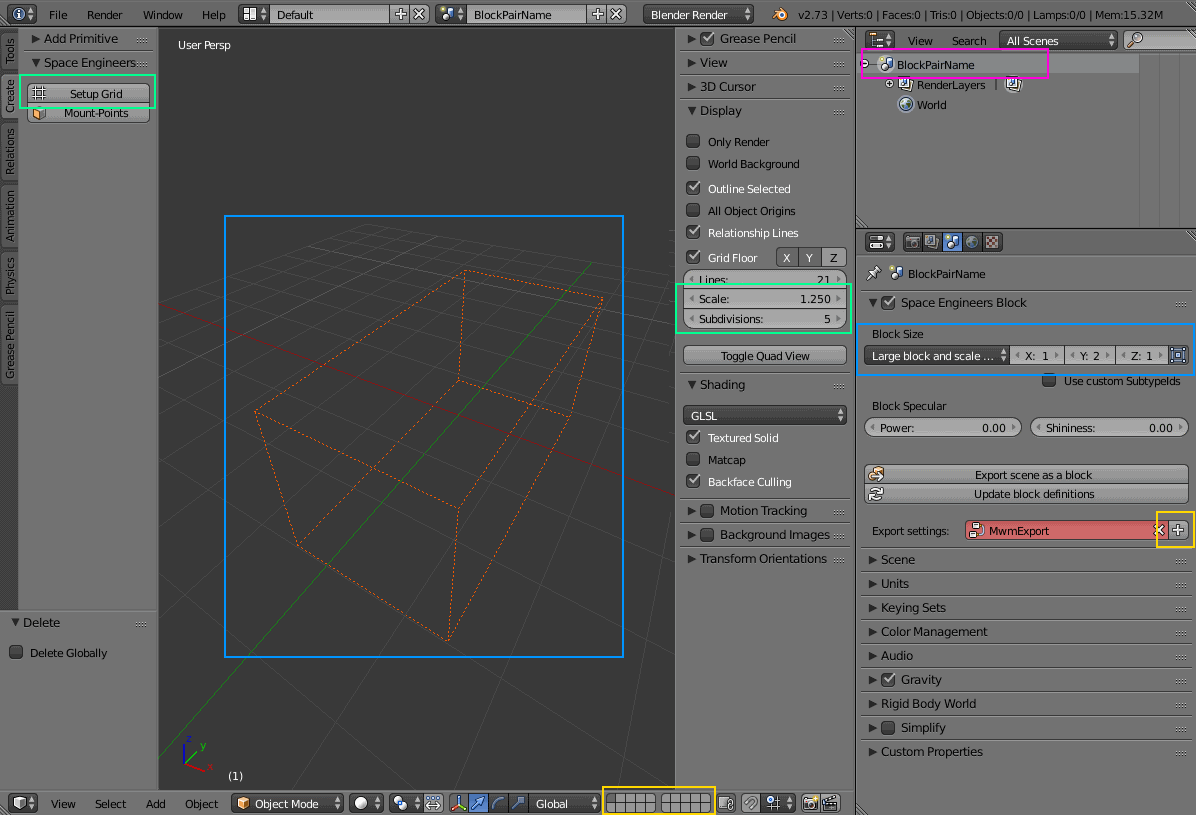 File Render Window Help Default BlockPairName Blender Render v2.73 | Verts:0 | Faces:0 | Tris:0 | Objects:0/0 | Lamps:0/0 | Mem:15.32M
Tools
Create
Relations
Animation
Physics
Grease Pencil
Add Primitive
Space Engineers
Setup Grid
Mount-Points
Delete
Delete Globally
User Persp
z
y
x
(1)
Grease Pencil
View
3D Cursor
Display
Only Render
World Background
Outline Selected
All Object Origins
Relationship Lines
Grid Floor X Y Z
Lines: 21
Scale: 1.250
Subdivisions: 5
Toggle Quad View
Shading
GLSL
Textured Solid
Matcap
Backface Culling
Motion Tracking
Background Images
Transform Orientations
View Search All Scenes
BlockPairName
RenderLayers |
World
BlockPairName
Space Engineers Block
Block Size
Large block and scale ... X: 1 Y: 2 Z: 1
Use custom SubtypeIds
Block Specular
Power: 0.00 Shininess: 0.00
Export scene as a block
Update block definitions
Export settings: MwmExport
Scene
Units
Keying Sets
Color Management
Audio
Gravity
Rigid Body World
Simplify
Custom Properties
View Select Add Object Object Mode Global